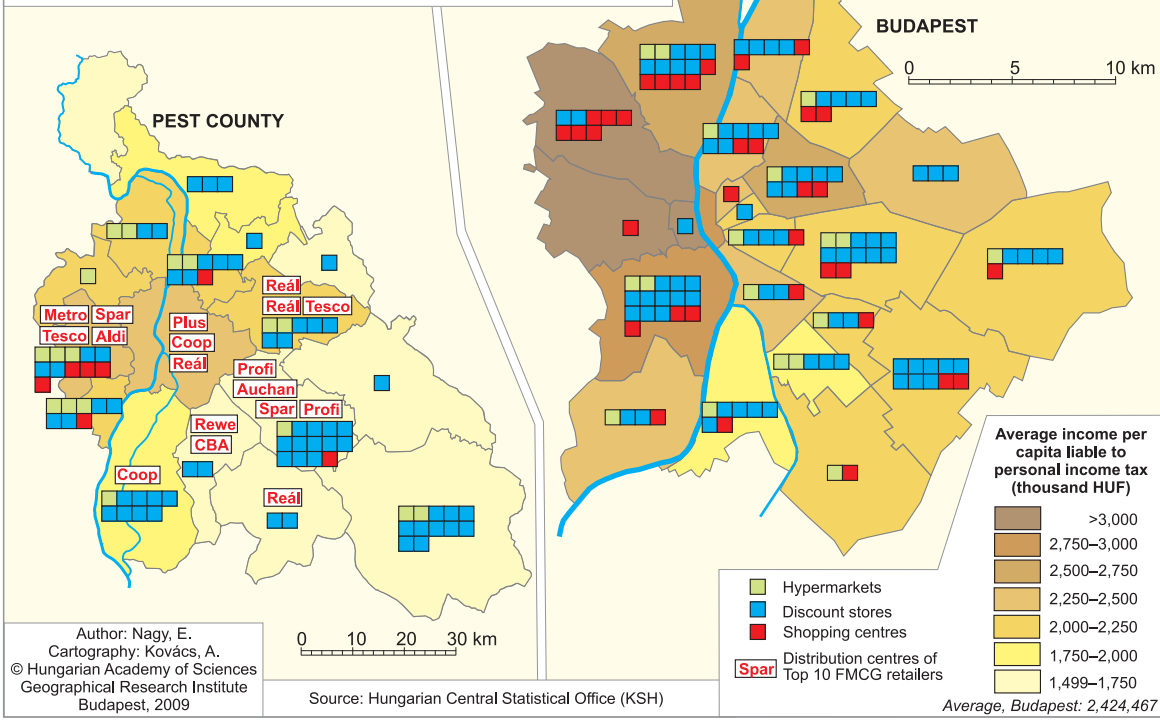 BUDAPEST
0 5 10 km
PEST COUNTY
Reál
Reál Tesco
Metro Spar
Tesco Aldi
Plus
Coop
Reál
Profi
Auchan
Spar Profi
Rewe
CBA
Coop
Reál
0 10 20 30 km
Author: Nagy, E.
Cartography: Kovács, A.
© Hungarian Academy of Sciences
Geographical Research Institute
Budapest, 2009
Source: Hungarian Central Statistical Office (KSH)
Hypermarkets
Discount stores
Shopping centres
Spar Distribution centres of
Top 10 FMCG retailers
Average income per
capita liable to
personal income tax
(thousand HUF)
>3,000
2,750–3,000
2,500–2,750
2,250–2,500
2,000–2,250
1,750–2,000
1,499–1,750
Average, Budapest: 2,424,467